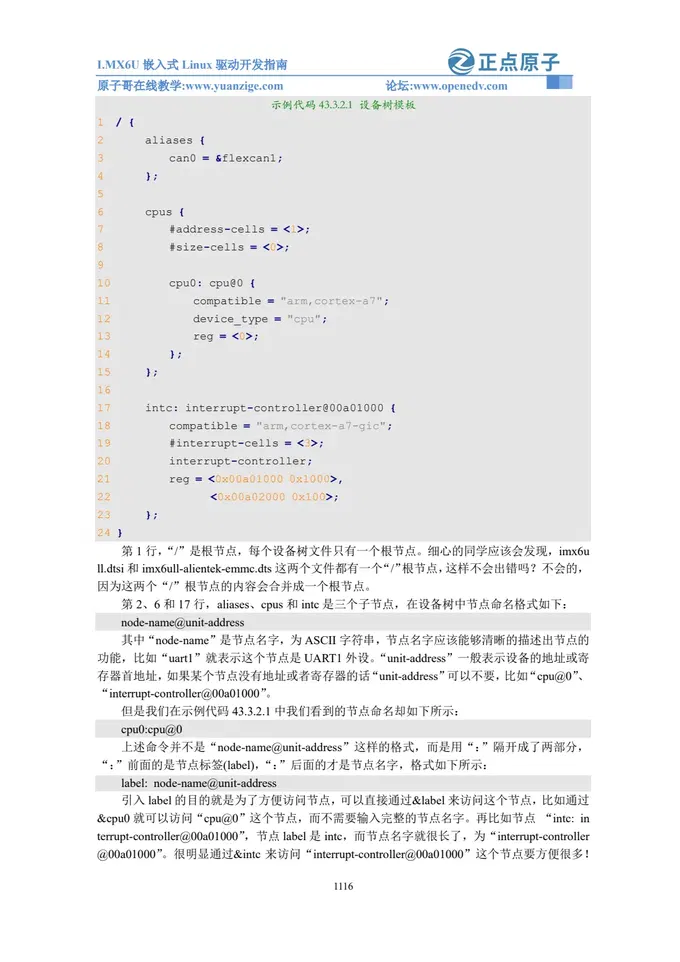 I.MX6U 嵌入式 Linux 驱动开发指南
正点原子
原子哥在线教学:www.yuanzige.com 论坛:www.openedv.com
示例代码 43.3.2.1 设备树模板
1 / {
2 aliases {
3 can0 = &flexcan1;
4 };
5
6 cpus {
7 #address-cells = <1>;
8 #size-cells = <0>;
9
10 cpu0: cpu@0 {
11 compatible = "arm,cortex-a7";
12 device_type = "cpu";
13 reg = <0>;
14 };
15 };
16
17 intc: interrupt-controller@00a01000 {
18 compatible = "arm,cortex-a7-gic";
19 #interrupt-cells = <3>;
20 interrupt-controller;
21 reg = <0x00a01000 0x1000>,
22 <0x00a02000 0x100>;
23 };
24 }
第 1 行，“/”是根节点，每个设备树文件只有一个根节点。细心的同学应该会发现，imx6u
ll.dtsi 和 imx6ull-alientek-emmc.dts 这两个文件都有一个“/”根节点，这样不会出错吗？不会的，
因为这两个“/”根节点的内容会合并成一个根节点。
第 2、6 和 17 行，aliases、cpus 和 intc 是三个子节点，在设备树中节点命名格式如下：
node-name@unit-address
其中“node-name”是节点名字，为 ASCII 字符串，节点名字应该能够清晰的描述出节点的
功能，比如“uart1”就表示这个节点是 UART1 外设。“unit-address”一般表示设备的地址或寄
存器首地址，如果某个节点没有地址或者寄存器的话“unit-address”可以不要，比如“cpu@0”、
“interrupt-controller@00a01000”。
但是我们在示例代码 43.3.2.1 中我们看到的节点命名却如下所示：
cpu0:cpu@0
上述命令并不是“node-name@unit-address”这样的格式，而是用“：”隔开成了两部分，
“：”前面的是节点标签(label)，“：”后面的才是节点名字，格式如下所示：
label: node-name@unit-address
引入 label 的目的就是为了方便访问节点，可以直接通过&label 来访问这个节点，比如通过
&cpu0 就可以访问“cpu@0”这个节点，而不需要输入完整的节点名字。再比如节点 “intc: in
terrupt-controller@00a01000”，节点 label 是 intc，而节点名字就很长了，为“interrupt-controller
@00a01000”。很明显通过&intc 来访问“interrupt-controller@00a01000”这个节点要方便很多！
1116